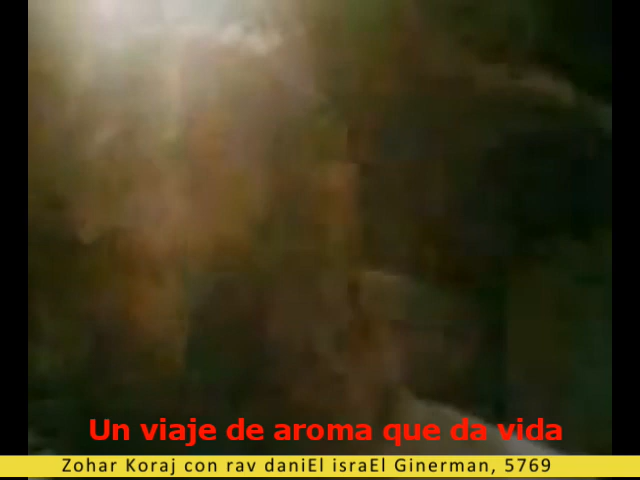 Un viaje de aroma que da vida
Zohar Koraj con rav daniEl israEl Ginerman, 5769